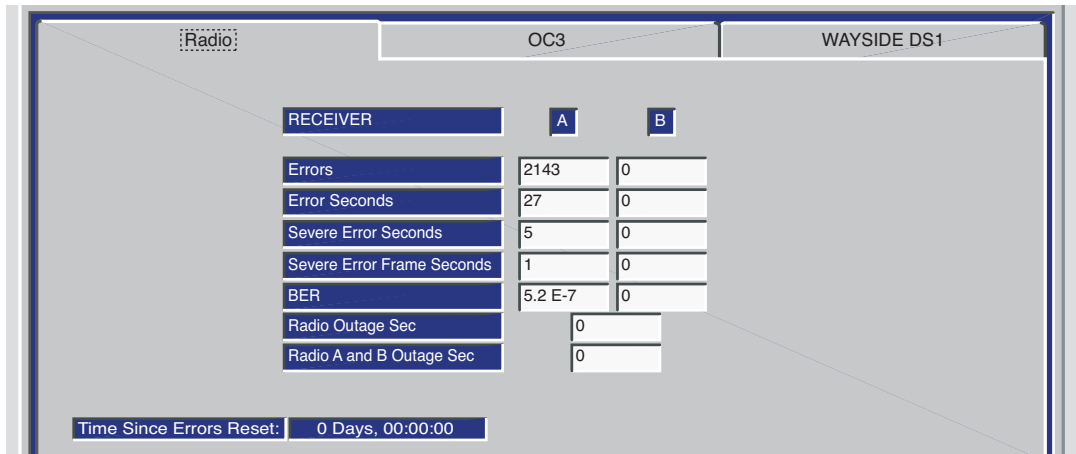 Radio OC3 WAYSIDE DS1
RECEIVER A B
Errors 2143 0
Error Seconds 27 0
Severe Error Seconds 5 0
Severe Error Frame Seconds 1 0
BER 5.2 E-7 0
Radio Outage Sec 0
Radio A and B Outage Sec 0
Time Since Errors Reset: 0 Days, 00:00:00